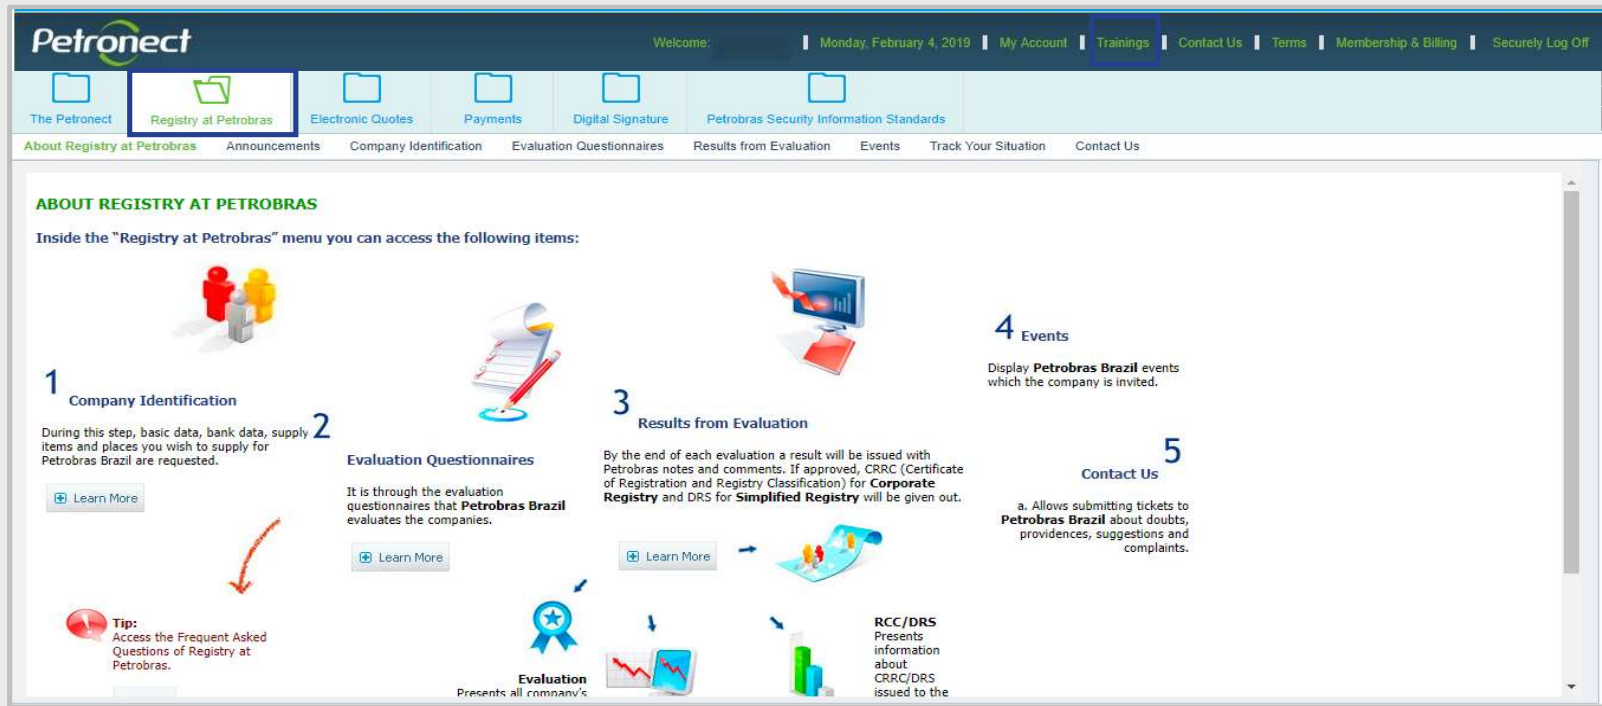 Petronect
Welcome: Monday, February 4, 2019 My Account Trainings Contact Us Terms Membership & Billing Securely Log Off
The Petronect Registry at Petrobras Electronic Quotes Payments Digital Signature Petrobras Security Information Standards
About Registry at Petrobras Announcements Company Identification Evaluation Questionnaires Results from Evaluation Events Track Your Situation Contact Us
ABOUT REGISTRY AT PETROBRAS
Inside the "Registry at Petrobras" menu you can access the following items:
1
Company Identification
During this step, basic data, bank data, supply
items and places you wish to supply for
Petrobras Brazil are requested.
Learn More
Tip:
Access the Frequent Asked
Questions of Registry at
Petrobras.
2
Evaluation Questionnaires
It is through the evaluation
questionnaires that Petrobras Brazil
evaluates the companies.
Learn More
3
Results from Evaluation
By the end of each evaluation a result will be issued with
Petrobras notes and comments. If approved, CRRC (Certificate
of Registration and Registry Classification) for Corporate
Registry and DRS for Simplified Registry will be given out.
Learn More
Evaluation
Presents all company's
RCC/DRS
Presents
information
about
CRRC/DRS
issued to the
4
Events
Display Petrobras Brazil events
which the company is invited.
5
Contact Us
a. Allows submitting tickets to
Petrobras Brazil about doubts,
providences, suggestions and
complaints.